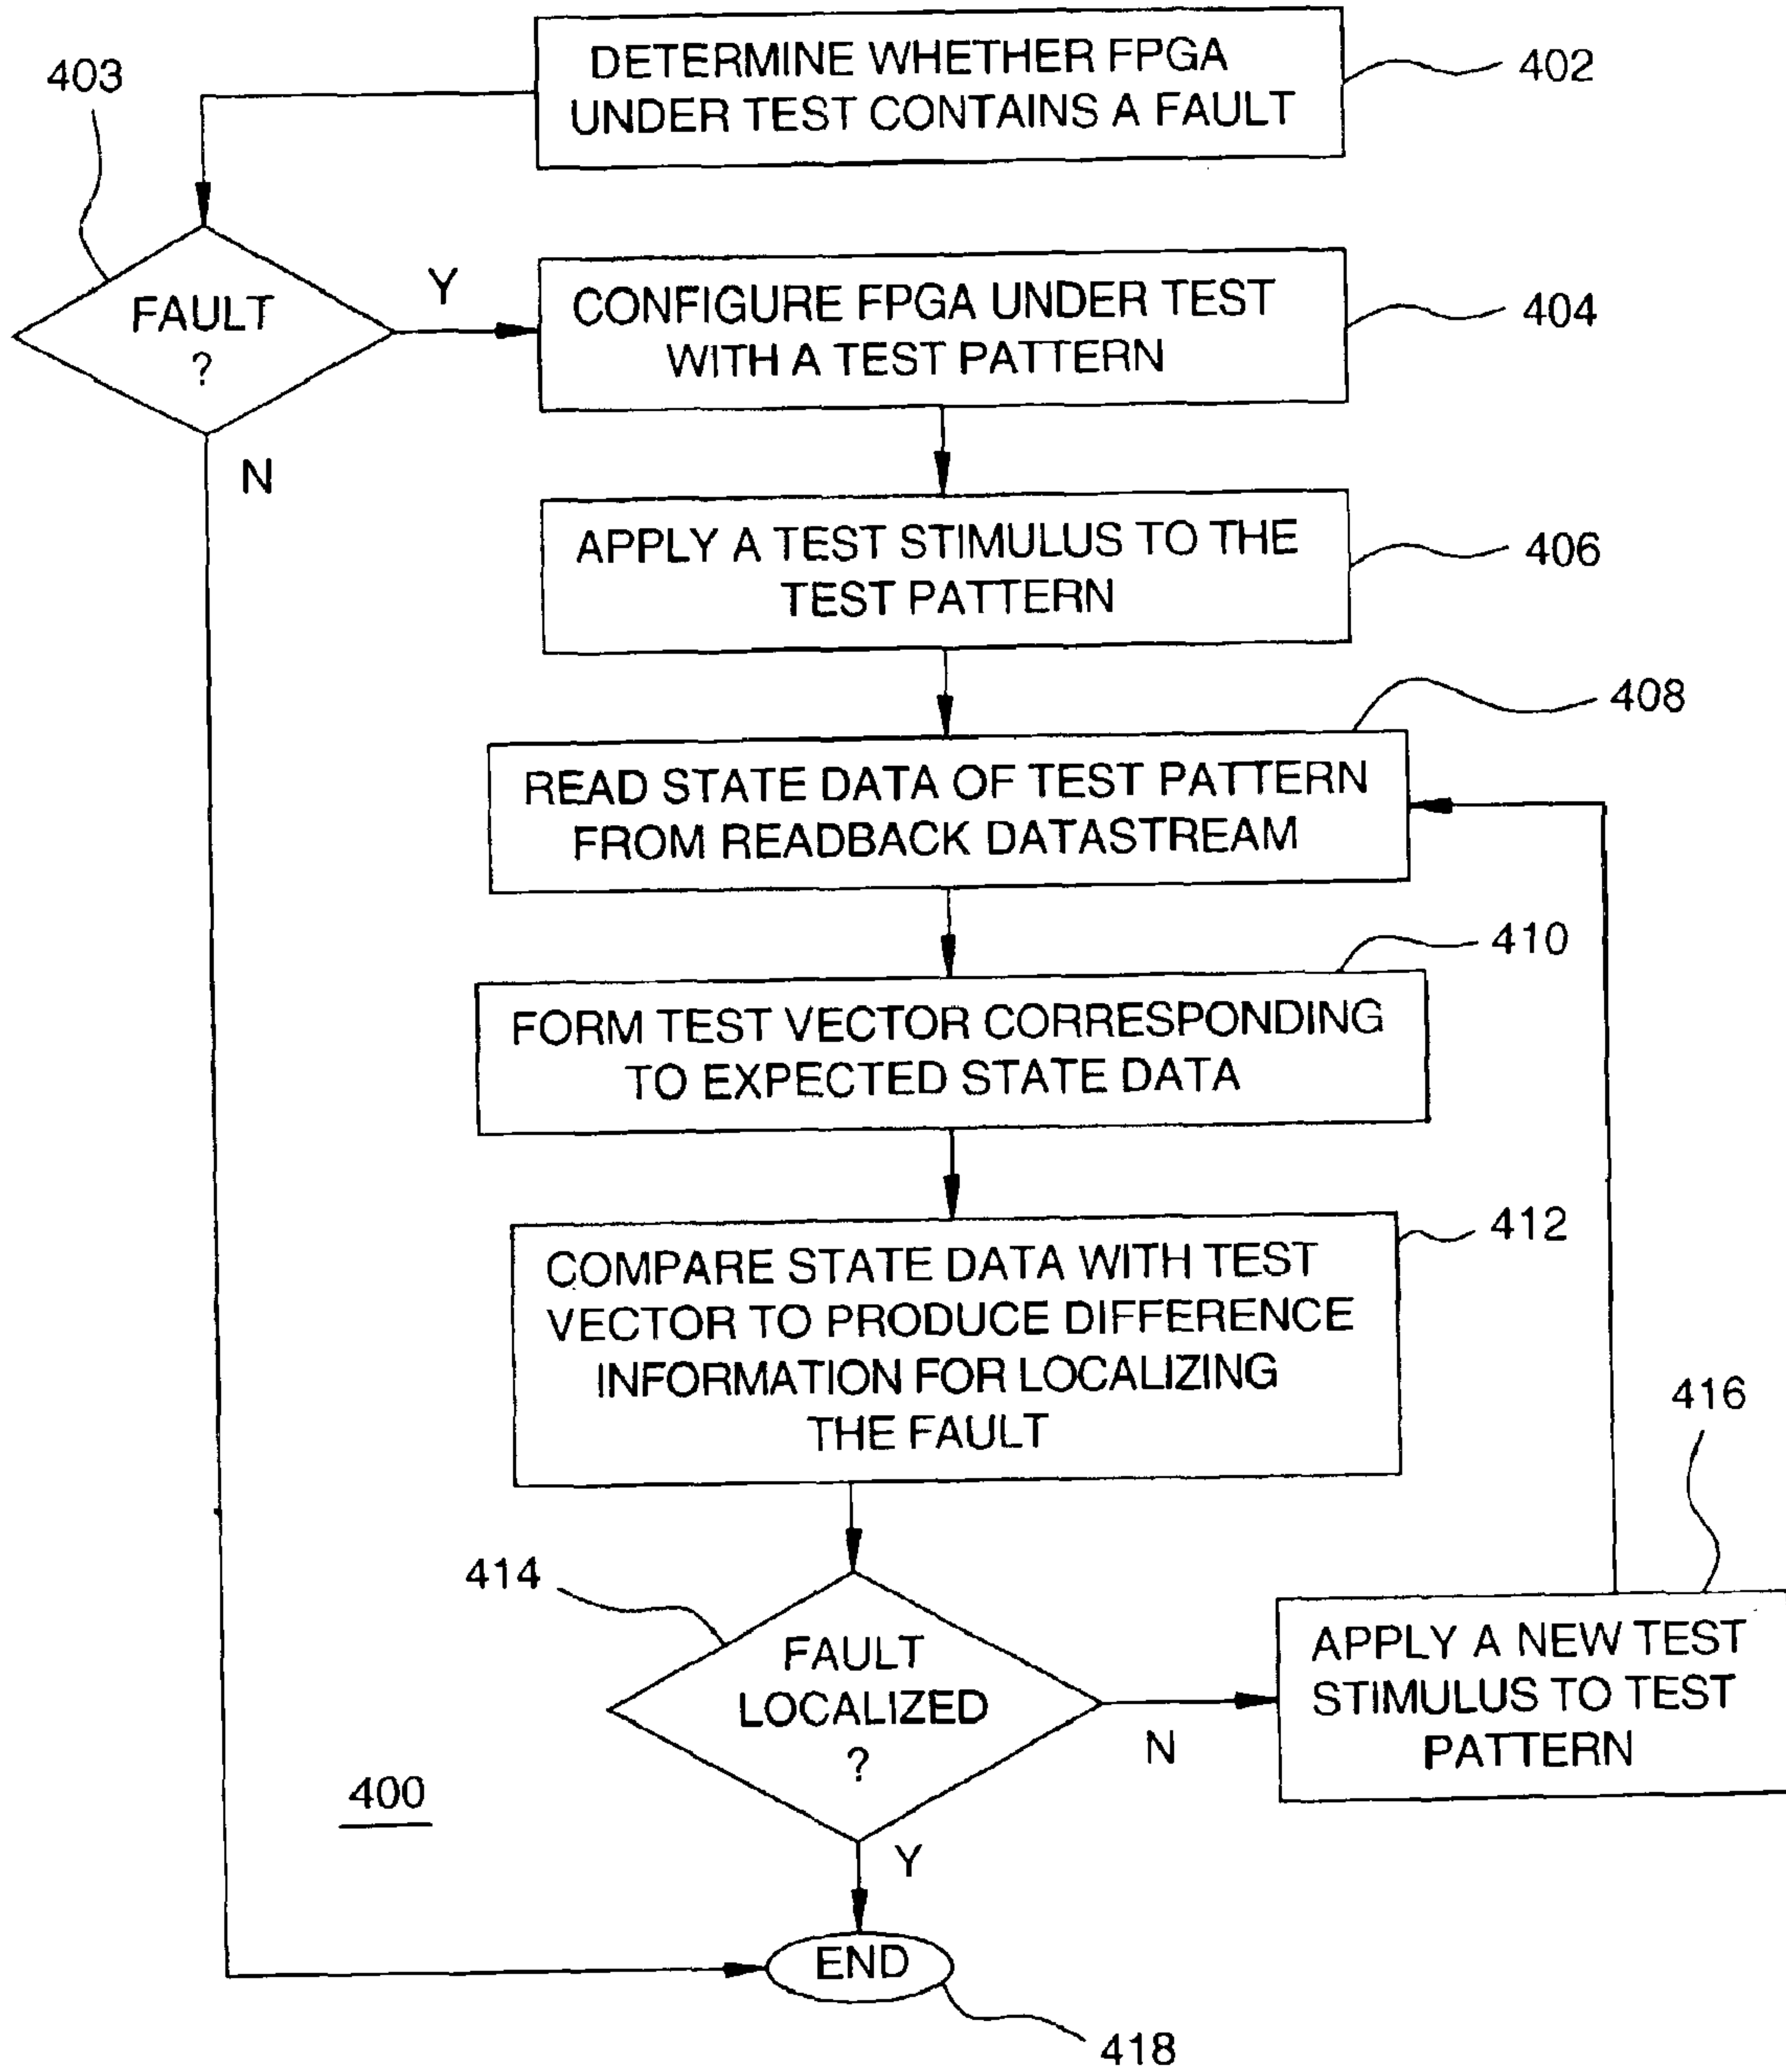 DETERMINE WHETHER FPGA
UNDER TEST CONTAINS A FAULT
402
403
FAULT
?
Y
N
CONFIGURE FPGA UNDER TEST
WITH A TEST PATTERN
404
APPLY A TEST STIMULUS TO THE
TEST PATTERN
406
408
READ STATE DATA OF TEST PATTERN
FROM READBACK DATASTREAM
410
FORM TEST VECTOR CORRESPONDING
TO EXPECTED STATE DATA
412
COMPARE STATE DATA WITH TEST
VECTOR TO PRODUCE DIFFERENCE
INFORMATION FOR LOCALIZING
THE FAULT
414
FAULT
LOCALIZED
?
N
Y
416
APPLY A NEW TEST
STIMULUS TO TEST
PATTERN
400
END
418